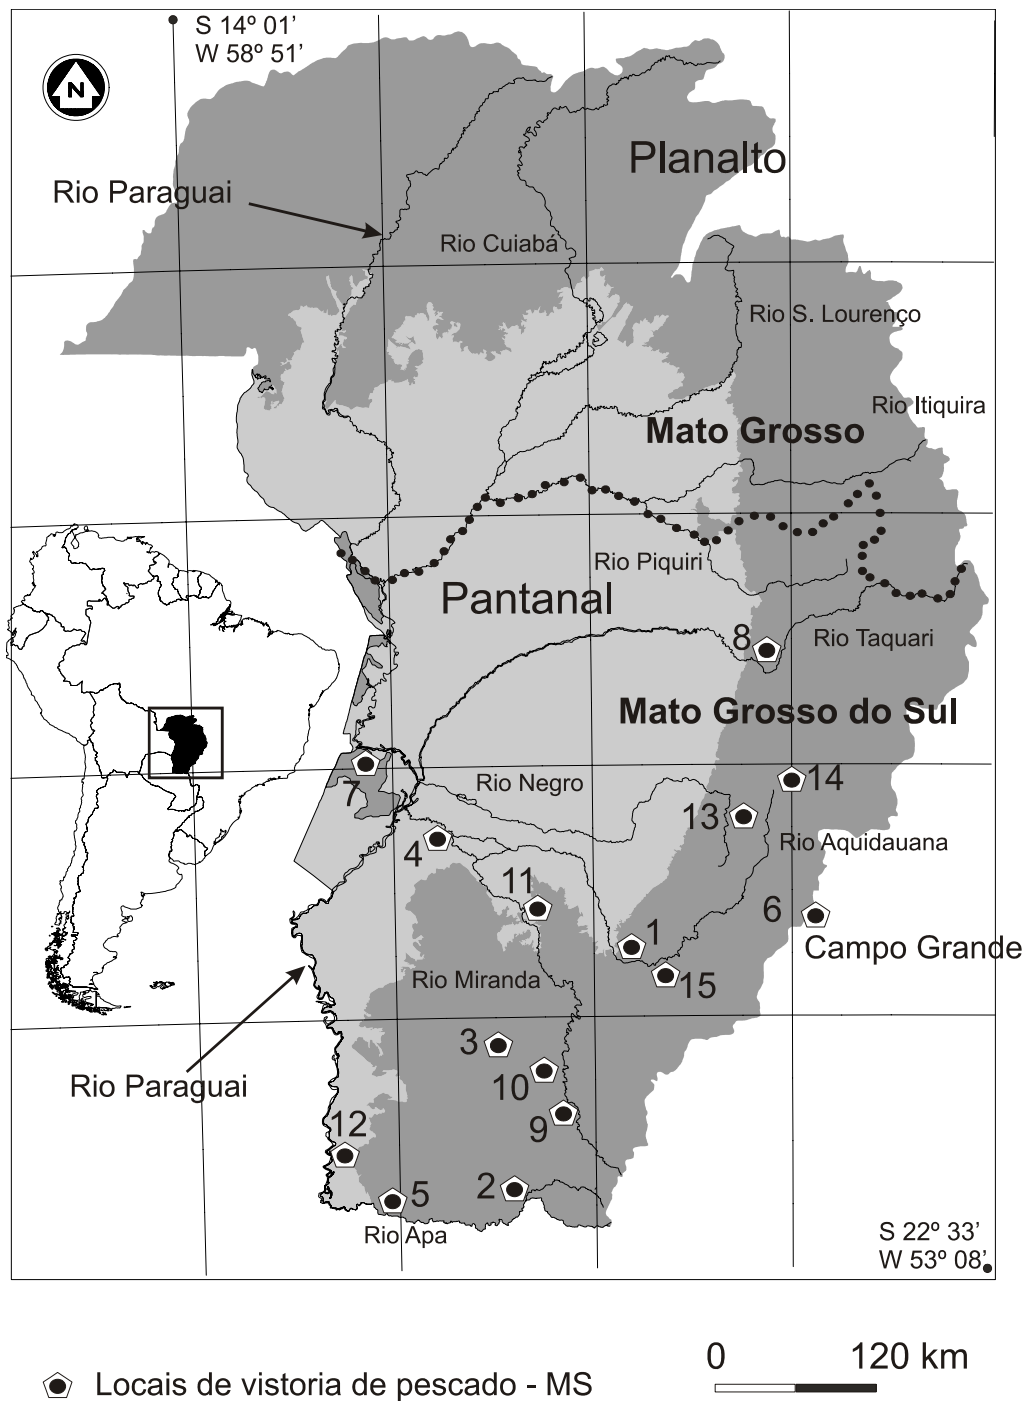 S 14º 01’
W 58º 51’
N
Planalto
Rio Paraguai
Rio Cuiabá
Rio S. Lourenço
Rio Itiquira
Mato Grosso
Rio Piquiri
Pantanal
8
Rio Taquari
Mato Grosso do Sul
7
Rio Negro
14
13
4
Rio Aquidauana
11
6
1
Campo Grande
Rio Miranda
15
3
10
Rio Paraguai
9
12
2
5
Rio Apa
S 22º 33’
W 53º 08’
0 120 km
Locais de vistoria de pescado - MS